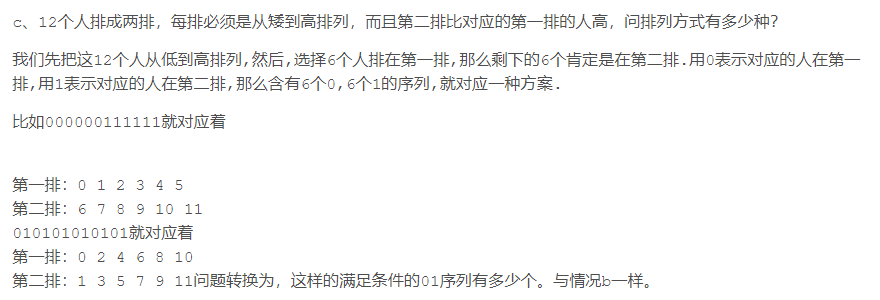 c、12个人排成两排，每排必须是从矮到高排列，而且第二排比对应的第一排的人高，问排列方式有多少种？
我们先把这12个人从低到高排列,然后,选择6个人排在第一排,那么剩下的6个肯定是在第二排.用0表示对应的人在第一
排,用1表示对应的人在第二排,那么含有6个0,6个1的序列,就对应一种方案.
比如000000111111就对应着
第一排：0 1 2 3 4 5
第二排：6 7 8 9 10 11
010101010101就对应着
第一排：0 2 4 6 8 10
第二排：1 3 5 7 9 11问题转换为，这样的满足条件的01序列有多少个。与情况b一样。